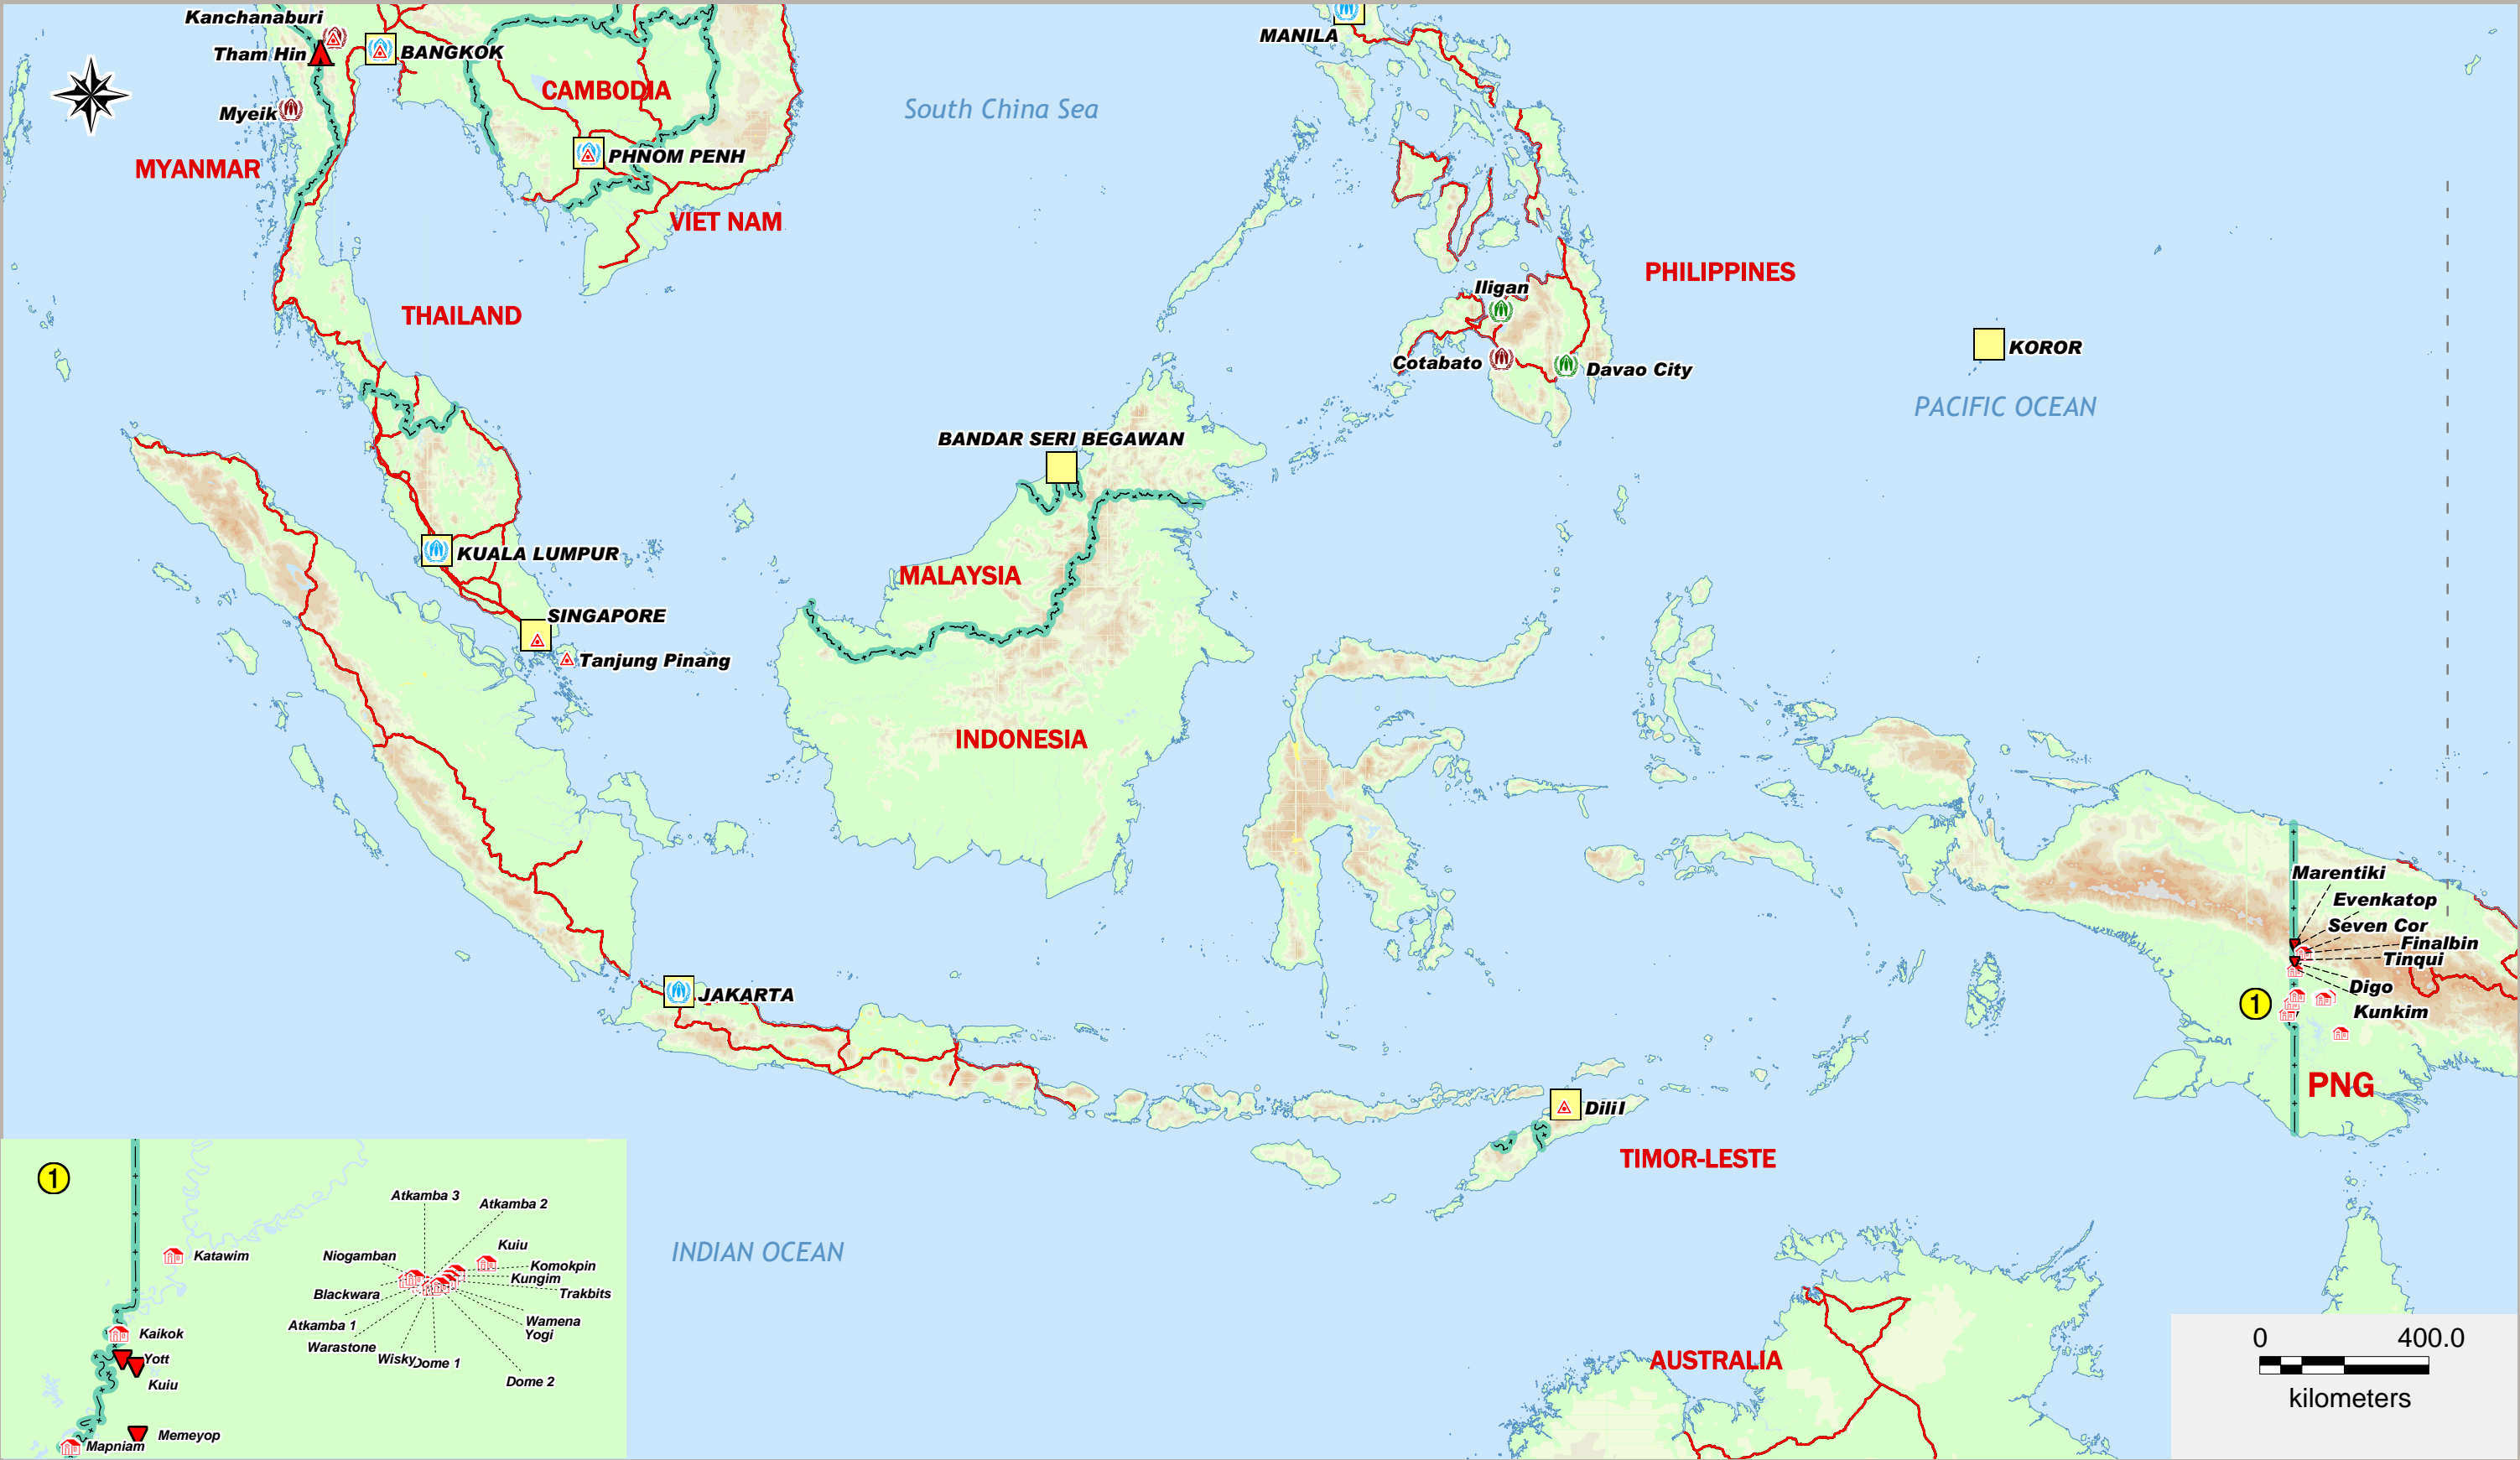 Kanchanaburi
Tham Hin
BANGKOK
MANILA
CAMBODIA
South China Sea
Myeik
PHNOM PENH
MYANMAR
VIET NAM
PHILIPPINES
Iligan
THAILAND
KOROR
Cotabato
Davao City
PACIFIC OCEAN
BANDAR SERI BEGAWAN
KUALA LUMPUR
MALAYSIA
SINGAPORE
Tanjung Pinang
INDONESIA
Marentiki
Evenkatop
Seven Cor
Finalbin
Tinqui
Digo
Kunkim
1
JAKARTA
PNG
Dili
TIMOR-LESTE
INDIAN OCEAN
AUSTRALIA
0 400.0
kilometers
1
Atkamba 3
Atkamba 2
Kuiu
Niogamban
Katawim
Komokpin
Kungim
Blackwara
Trakbits
Atkamba 1
Wamena
Yogi
Kaikok
Warastone
Wisky
Dome 1
Yott
Kuiu
Dome 2
Memeyop
Mapniam